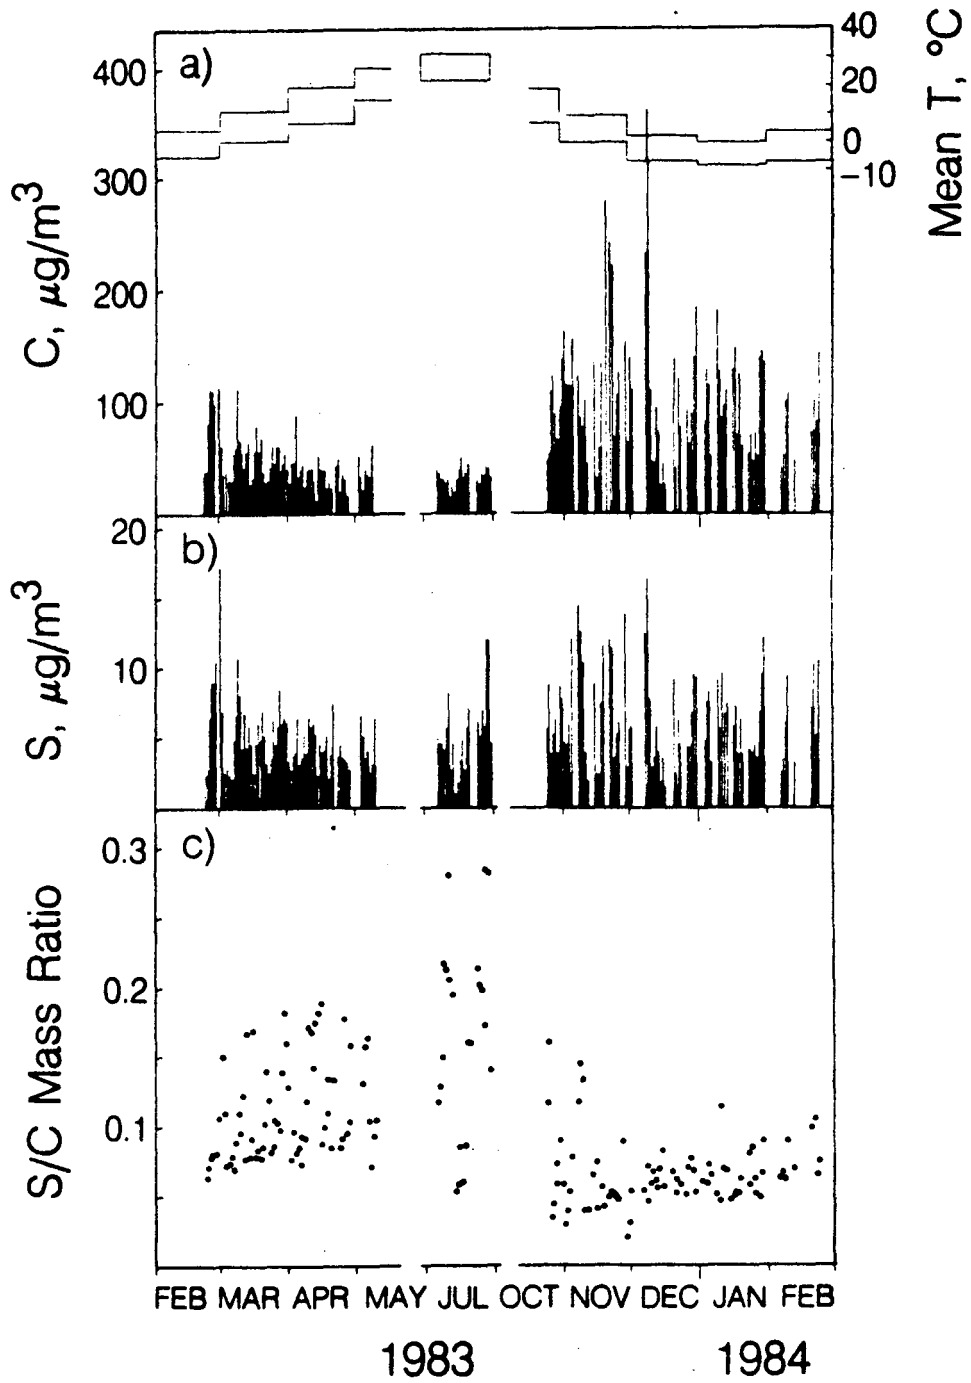 a)
400
300
200
100
C, μg/m³
40
20
0
−10
Mean T, °C
b)
20
10
S, μg/m³
c)
0.3
0.2
0.1
S/C Mass Ratio
FEB MAR APR MAY JUL OCT NOV DEC JAN FEB
1983 1984